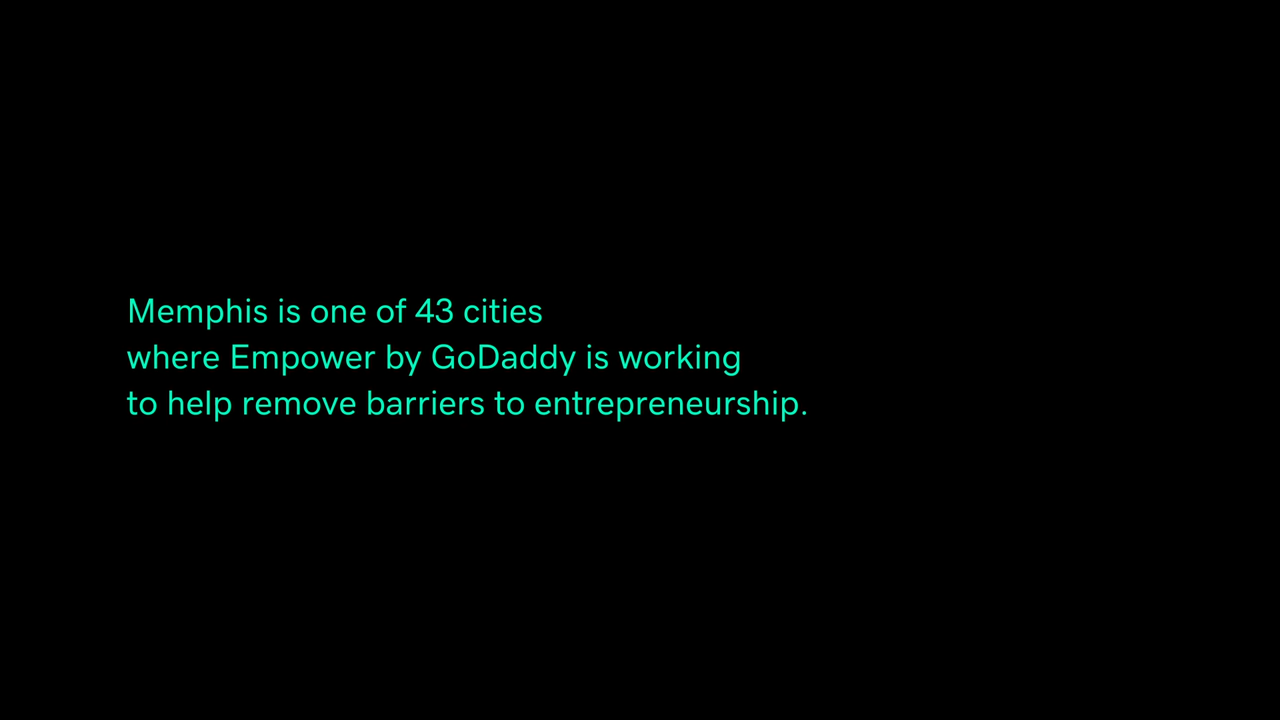 Memphis is one of 43 cities
where Empower by GoDaddy is working
to help remove barriers to entrepreneurship.